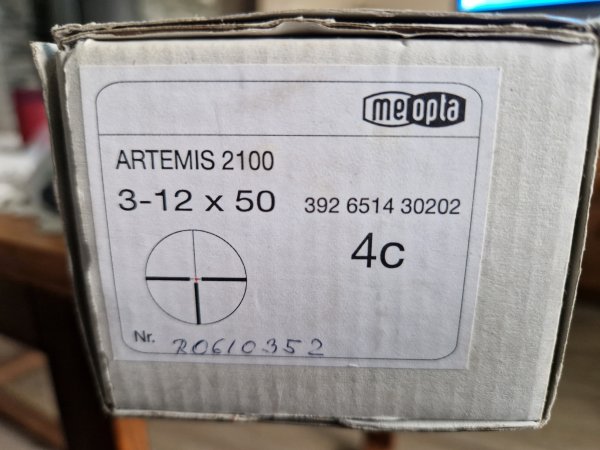 meopta
ARTEMIS 2100
3-12 x 50 392 6514 30202
4c
Nr. R0610352